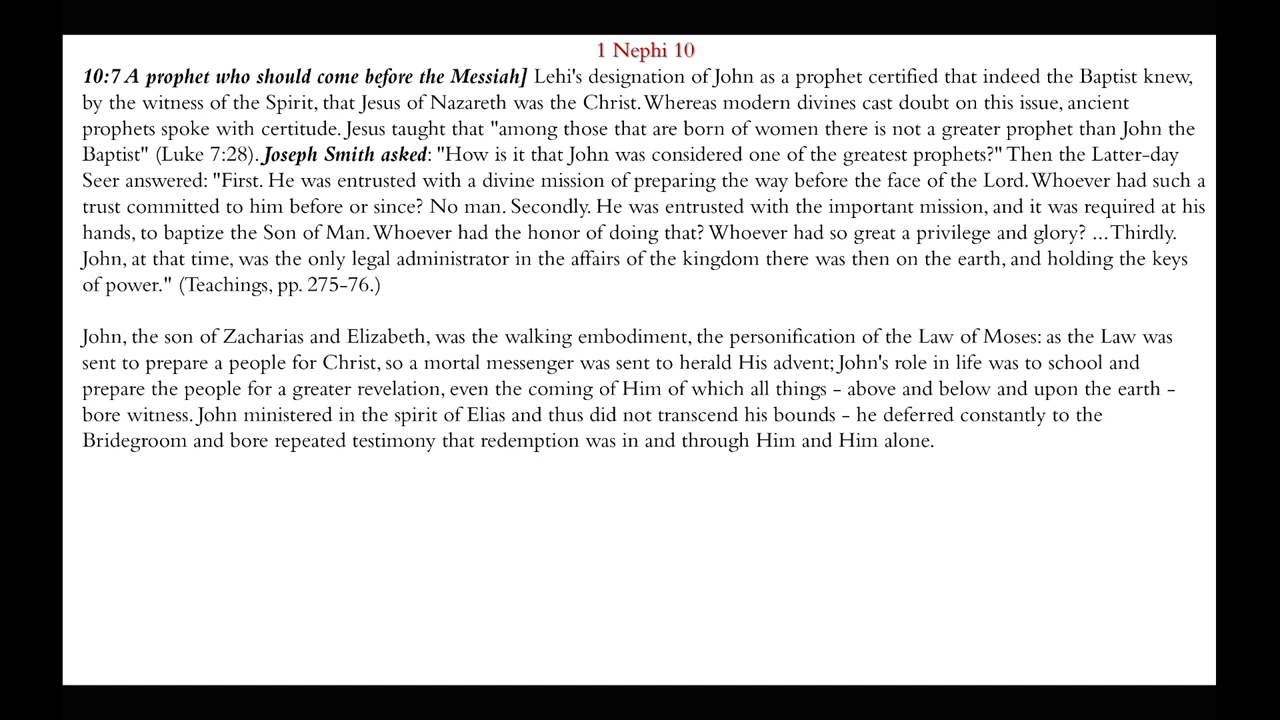 1 Nephi 10
10:7 A prophet who should come before the Messiah] Lehi's designation of John as a prophet certified that indeed the Baptist knew,
by the witness of the Spirit, that Jesus of Nazareth was the Christ. Whereas modern divines cast doubt on this issue, ancient
prophets spoke with certitude. Jesus taught that "among those that are born of women there is not a greater prophet than John the
Baptist" (Luke 7:28). Joseph Smith asked: "How is it that John was considered one of the greatest prophets?" Then the Latter-day
Seer answered: "First. He was entrusted with a divine mission of preparing the way before the face of the Lord. Whoever had such a
trust committed to him before or since? No man. Secondly. He was entrusted with the important mission, and it was required at his
hands, to baptize the Son of Man. Whoever had the honor of doing that? Whoever had so great a privilege and glory? ... Thirdly.
John, at that time, was the only legal administrator in the affairs of the kingdom there was then on the earth, and holding the keys
of power." (Teachings, pp. 275-76.)
John, the son of Zacharias and Elizabeth, was the walking embodiment, the personification of the Law of Moses: as the Law was
sent to prepare a people for Christ, so a mortal messenger was sent to herald His advent; John's role in life was to school and
prepare the people for a greater revelation, even the coming of Him of which all things - above and below and upon the earth -
bore witness. John ministered in the spirit of Elias and thus did not transcend his bounds - he deferred constantly to the
Bridegroom and bore repeated testimony that redemption was in and through Him and Him alone.